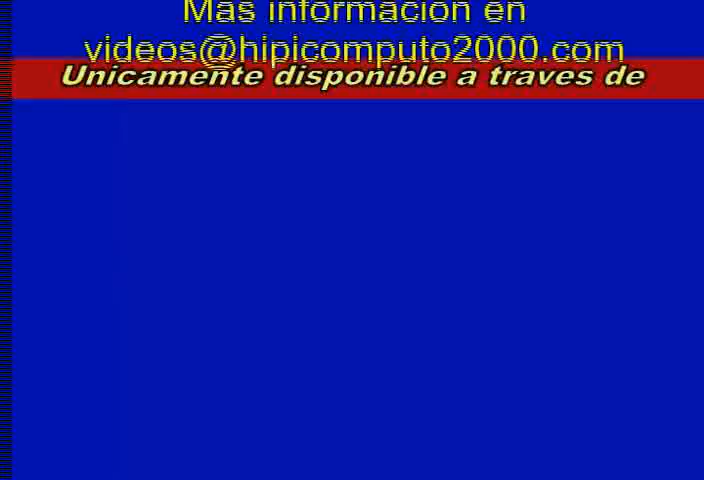 Mas informacion en
videos@hipicomputo2000.com
Unicamente disponible a traves de